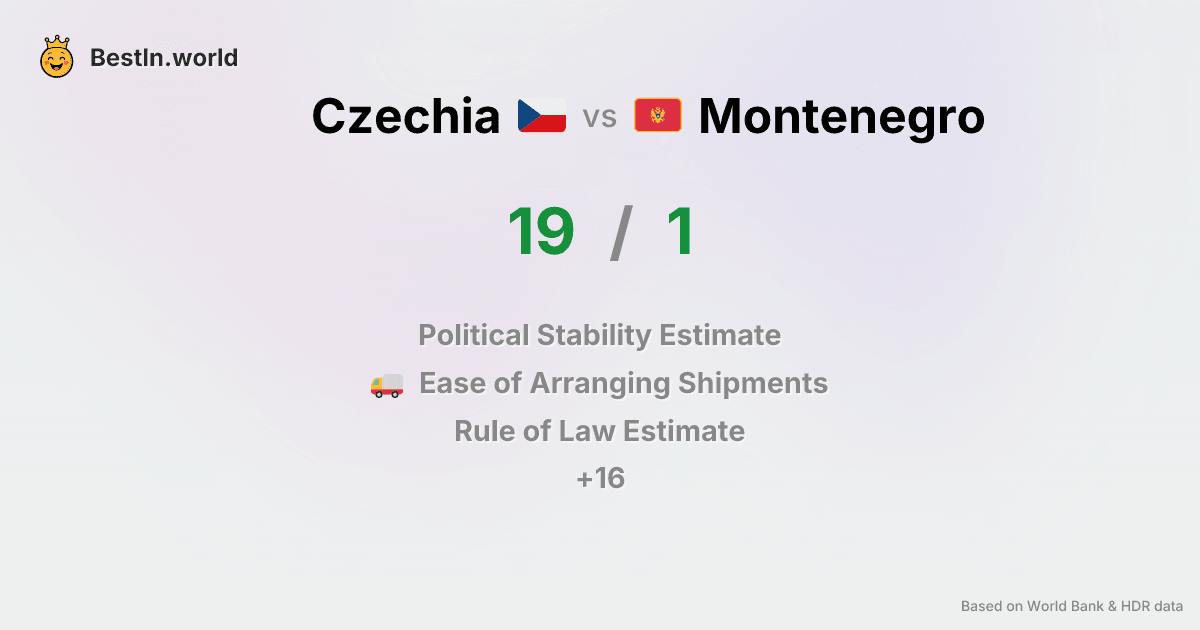 BestIn.world
Czechia vs Montenegro
19 / 1
Political Stability Estimate
Ease of Arranging Shipments
Rule of Law Estimate
+16
Based on World Bank & HDR data